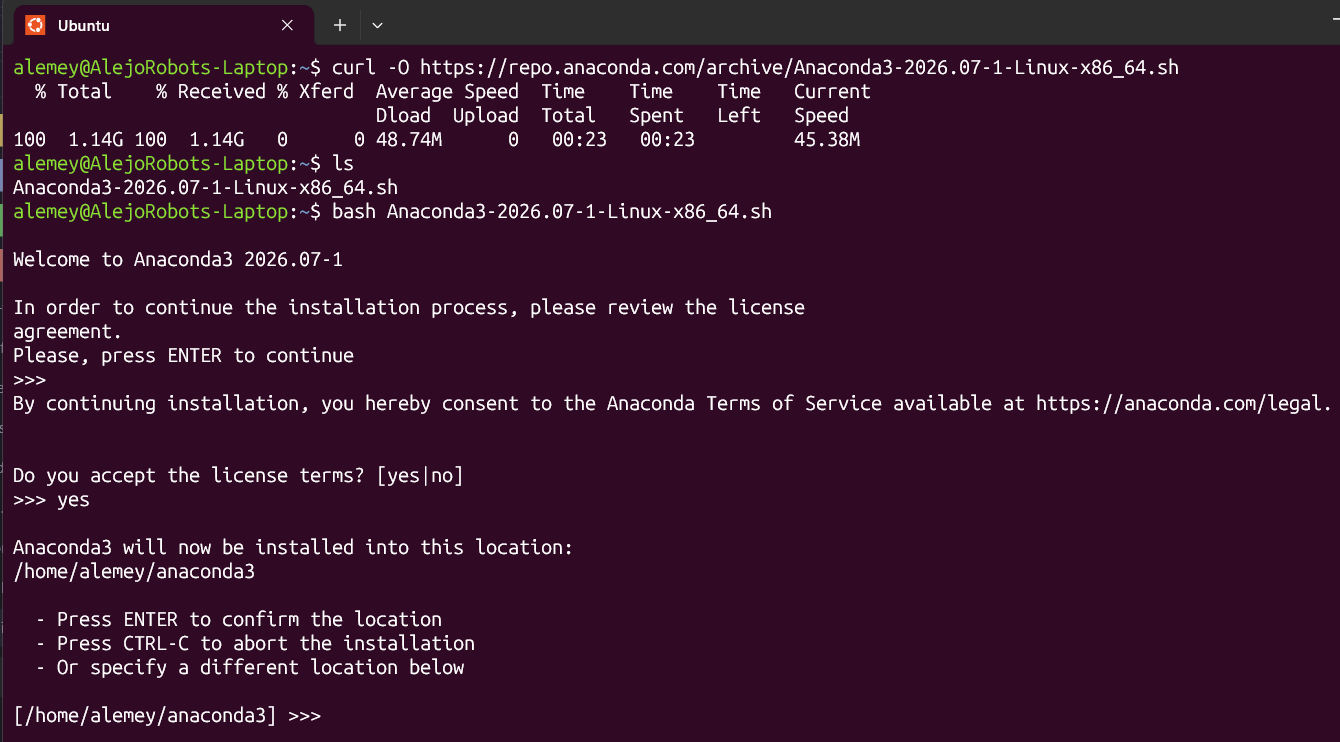 Ubuntu
alemey@AlejoRobots-Laptop:~$ curl -O https://repo.anaconda.com/archive/Anaconda3-2026.07-1-Linux-x86_64.sh
  % Total    % Received % Xferd  Average Speed  Time    Time    Time   Current
                                 Dload  Upload  Total   Spent   Left   Speed
100  1.14G 100  1.14G   0      0 48.74M      0   00:23   00:23         45.38M
alemey@AlejoRobots-Laptop:~$ ls
Anaconda3-2026.07-1-Linux-x86_64.sh
alemey@AlejoRobots-Laptop:~$ bash Anaconda3-2026.07-1-Linux-x86_64.sh
Welcome to Anaconda3 2026.07-1
In order to continue the installation process, please review the license
agreement.
Please, press ENTER to continue
>>>
By continuing installation, you hereby consent to the Anaconda Terms of Service available at https://anaconda.com/legal.
Do you accept the license terms? [yes|no]
>>> yes
Anaconda3 will now be installed into this location:
/home/alemey/anaconda3
  - Press ENTER to confirm the location
  - Press CTRL-C to abort the installation
  - Or specify a different location below
[/home/alemey/anaconda3] >>>